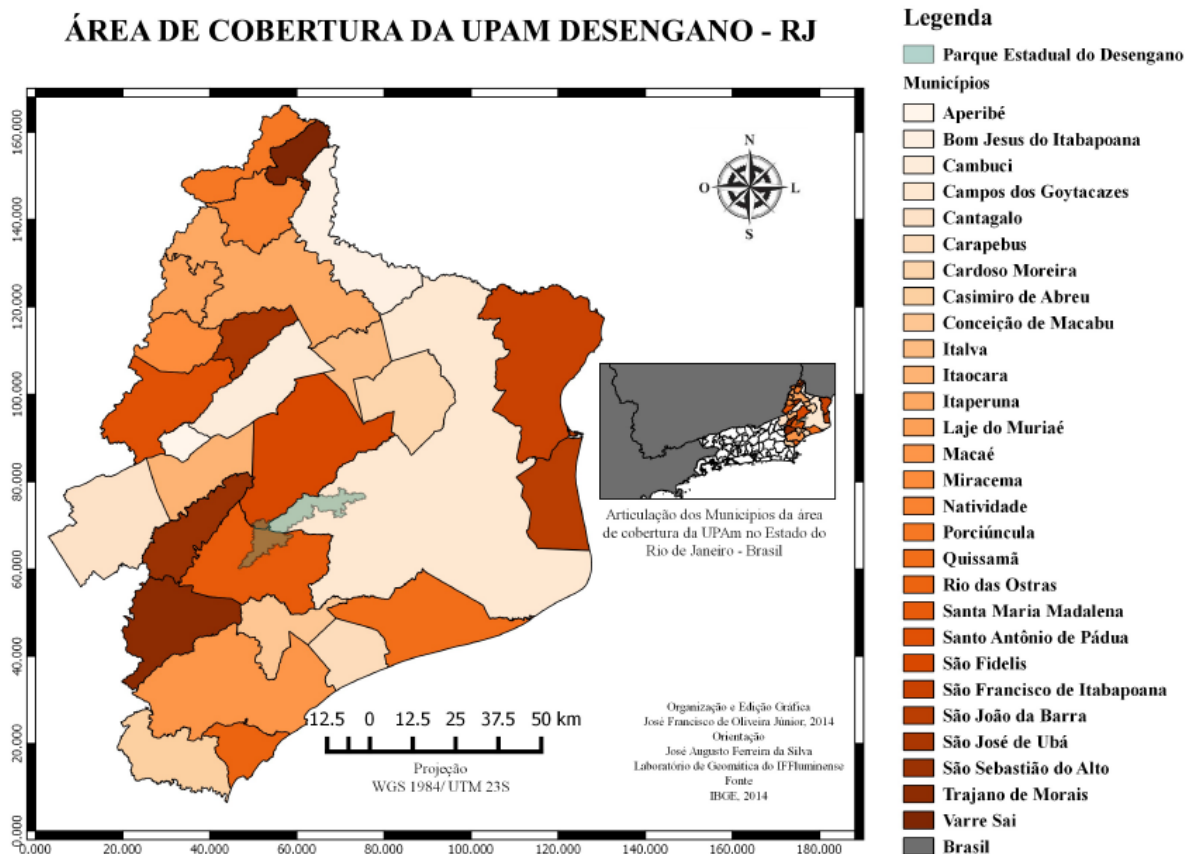 ÁREA DE COBERTURA DA UPAM DESENGANO - RJ
Legenda
Parque Estadual do Desengano
Municípios
Aperibé
Bom Jesus do Itabapoana
Cambuci
Campos dos Goytacazes
Cantagalo
Carapebus
Cardoso Moreira
Casimiro de Abreu
Conceição de Macabu
Italva
Itaocara
Itaperuna
Laje do Muriaé
Macaé
Miracema
Natividade
Porciúncula
Quissamã
Rio das Ostras
Santa Maria Madalena
Santo Antônio de Pádua
São Fidelis
São Francisco de Itabapoana
São João da Barra
São José de Ubá
São Sebastião do Alto
Trajano de Morais
Varre Sai
Brasil
160.000
140.000
120.000
100.000
80.000
60.000
40.000
20.000
0.000
N
O
L
S
Articulação dos Municípios da área
de cobertura da UPAm no Estado do
Rio de Janeiro - Brasil
12.5 0 12.5 25 37.5 50 km
Projeção
WGS 1984/ UTM 23S
Organização e Edição Gráfica
José Francisco de Oliveira Júnior, 2014
Orientação
José Augusto Ferreira da Silva
Laboratório de Geomática do IFFluminense
Fonte
IBGE, 2014
0.000 20.000 40.000 60.000 80.000 100.000 120.000 140.000 160.000 180.000